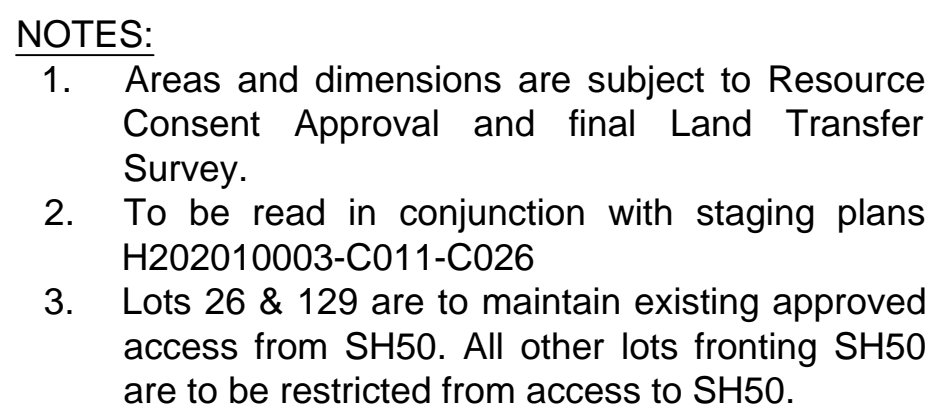 NOTES:
1. Areas and dimensions are subject to Resource
Consent Approval and final Land Transfer
Survey.
2. To be read in conjunction with staging plans
H202010003-C011-C026
3. Lots 26 & 129 are to maintain existing approved
access from SH50. All other lots fronting SH50
are to be restricted from access to SH50.